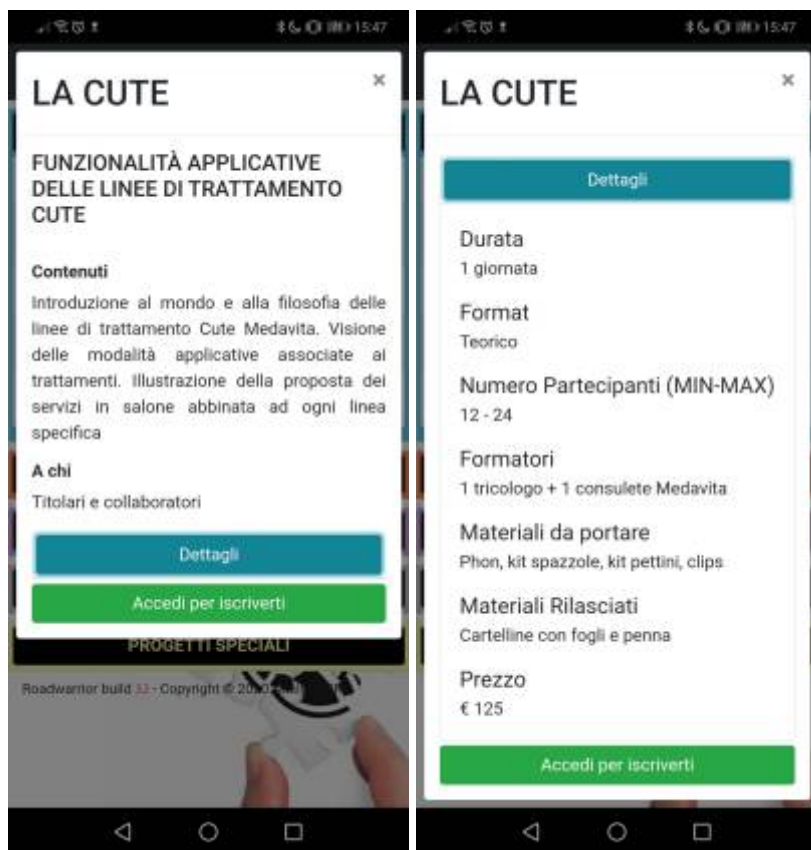 15:47
LA CUTE
×
FUNZIONALITÀ APPLICATIVE
DELLE LINEE DI TRATTAMENTO
CUTE
Contenuti
Introduzione al mondo e alla filosofia delle
linee di trattamento Cute Medavita. Visione
delle modalità applicative associate ai
trattamenti. Illustrazione della proposta dei
servizi in salone abbinata ad ogni linea
specifica
A chi
Titolari e collaboratori
Dettagli
Accedi per iscriverti
PROGETTI SPECIALI
Roadwarrior build 32 - Copyright ©
15:47
LA CUTE
×
Dettagli
Durata
1 giornata
Format
Teorico
Numero Partecipanti (MIN-MAX)
12 - 24
Formatori
1 tricologo + 1 consulete Medavita
Materiali da portare
Phon, kit spazzole, kit pettini, clips
Materiali Rilasciati
Cartelline con fogli e penna
Prezzo
€ 125
Accedi per iscriverti